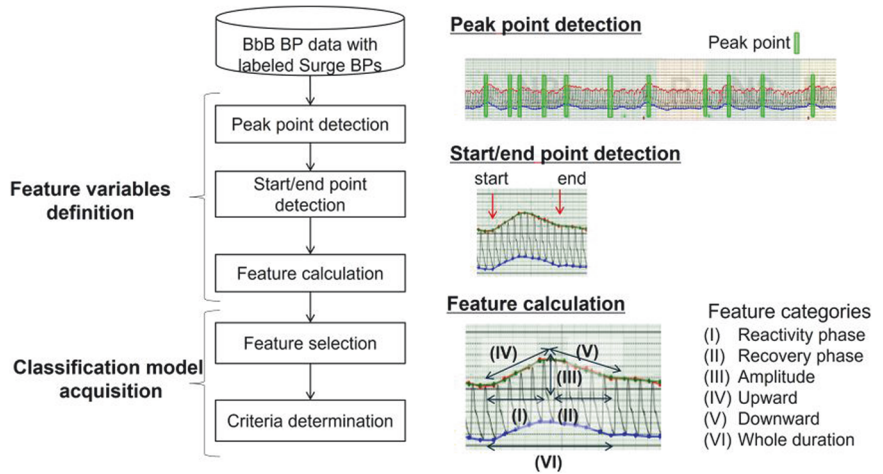 BbB BP data with
labeled Surge BPs
Peak point detection
Start/end point
detection
Feature calculation
Feature selection
Criteria determination
Feature variables
definition
Classification model
acquisition
Peak point detection
Peak point
Start/end point detection
start
end
Feature calculation
(IV)
(V)
(III)
(I)
(II)
(VI)
Feature categories
(I) Reactivity phase
(II) Recovery phase
(III) Amplitude
(IV) Upward
(V) Downward
(VI) Whole duration